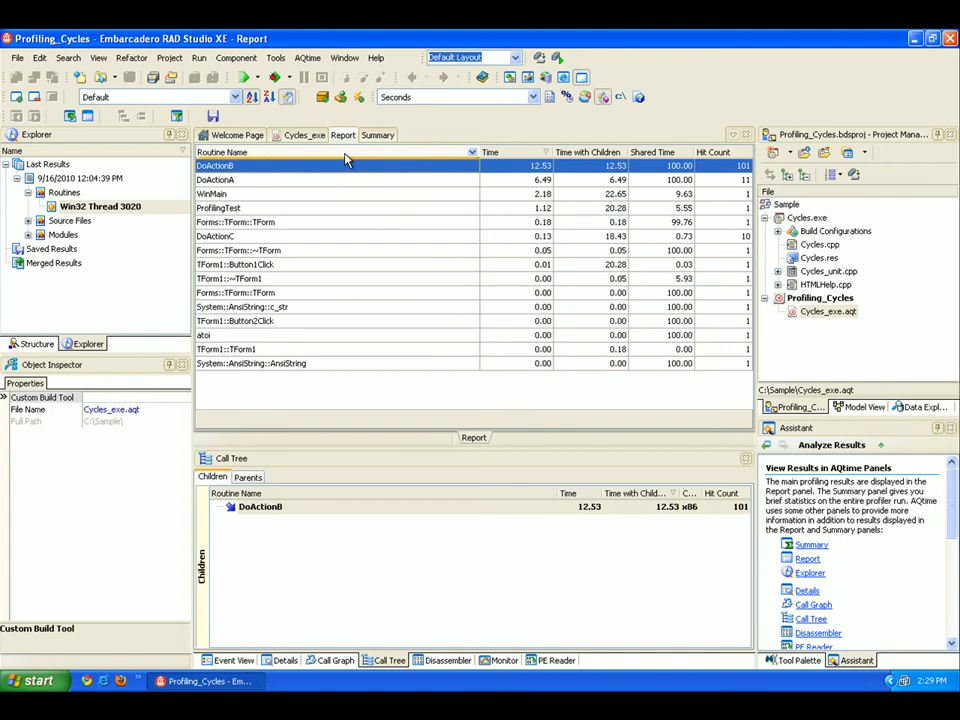 Profiling_Cycles - Embarcadero RAD Studio XE - Report
File Edit Search View Refactor Project Run Component Tools AQtime Window Help Default Layout
Default Seconds
Explorer
Name
Last Results
9/16/2010 12:04:39 PM
Routines
Win32 Thread 3020
Source Files
Modules
Saved Results
Merged Results
Structure Explorer
Object Inspector
Properties
Custom Build Tool
File Name Cycles_exe.aqt
Full Path C:\Sample\
Custom Build Tool
Welcome Page Cycles_exe Report Summary
Routine Name Time Time with Children Shared Time Hit Count
DoActionB 12.53 12.53 100.00 101
DoActionA 6.49 6.49 100.00 11
WinMain 2.18 22.65 9.63 1
ProfilingTest 1.12 20.28 5.55 1
Forms::TForm::TForm 0.18 0.18 99.76 1
DoActionC 0.13 18.43 0.73 10
Forms::TForm::~TForm 0.05 0.05 100.00 1
TForm1::Button1Click 0.01 20.28 0.03 1
TForm1::~TForm1 0.00 0.05 5.93 1
Forms::TForm::TForm 0.00 0.00 100.00 1
System::AnsiString::c_str 0.00 0.00 100.00 1
TForm1::Button2Click 0.00 0.00 100.00 1
atoi 0.00 0.00 100.00 1
TForm1::TForm1 0.00 0.18 0.00 1
System::AnsiString::AnsiString 0.00 0.00 100.00 1
Report
Call Tree
Children Parents
Routine Name Time Time with Child... C... Hit Count
DoActionB 12.53 12.53 x86 101
Children
Event View Details Call Graph Call Tree Disassembler Monitor PE Reader
Profiling_Cycles.bdsproj - Project Mana...
File
Sample
Cycles.exe
Build Configurations
Cycles.cpp
Cycles.res
Cycles_unit.cpp
HTMLHelp.cpp
Profiling_Cycles
Cycles_exe.aqt
C:\Sample\Cycles_exe.aqt
Profiling_C... Model View Data Expl...
Assistant
Analyze Results
View Results in AQtime Panels
The main profiling results are displayed in
the Report panel. The Summary panel gives you
brief statistics on the entire profiler run. AQtime
uses some other panels to provide more
information in addition to results displayed in
the Report and Summary panels:
Summary
Report
Explorer
Details
Call Graph
Call Tree
Disassembler
PE Reader
Tool Palette Assistant
start Profiling_Cycles - Em... 2:29 PM